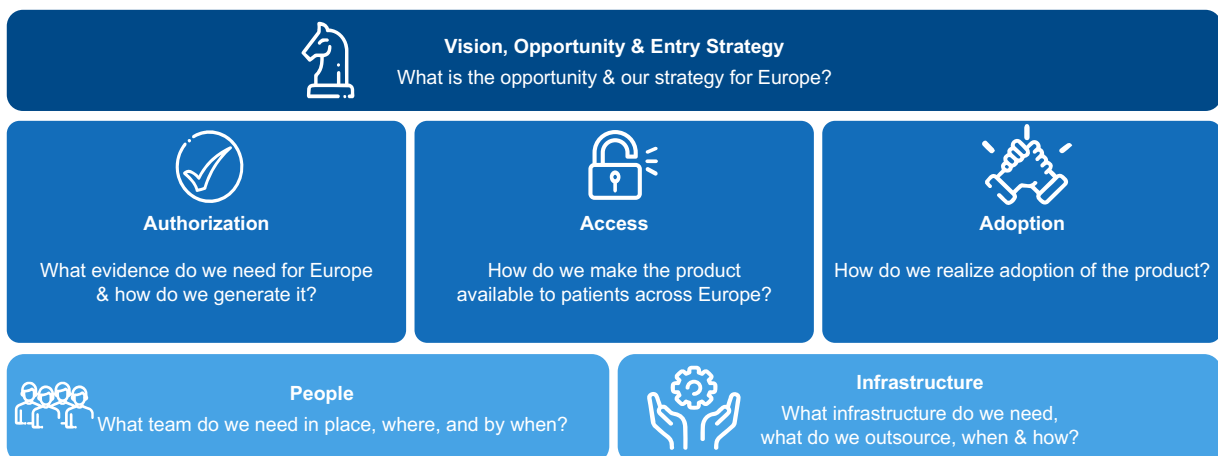 Vision, Opportunity & Entry Strategy
What is the opportunity & our strategy for Europe?
Authorization
What evidence do we need for Europe
& how do we generate it?
Access
How do we make the product
available to patients across Europe?
Adoption
How do we realize adoption of the product?
People
What team do we need in place, where, and by when?
Infrastructure
What infrastructure do we need,
what do we outsource, when & how?